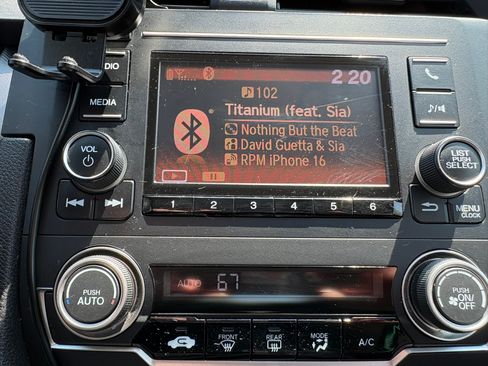 DIO
MEDIA
VOL
2 20
102
Titanium (feat. Sia)
Nothing But the Beat
David Guetta & Sia
RPM iPhone 16
LIST
PUSH
SELECT
MENU
CLOCK
1 2 3 4 5 6
PUSH
AUTO
AUTO 67
PUSH
ON/
OFF
FRONT
REAR
MODE
A/C